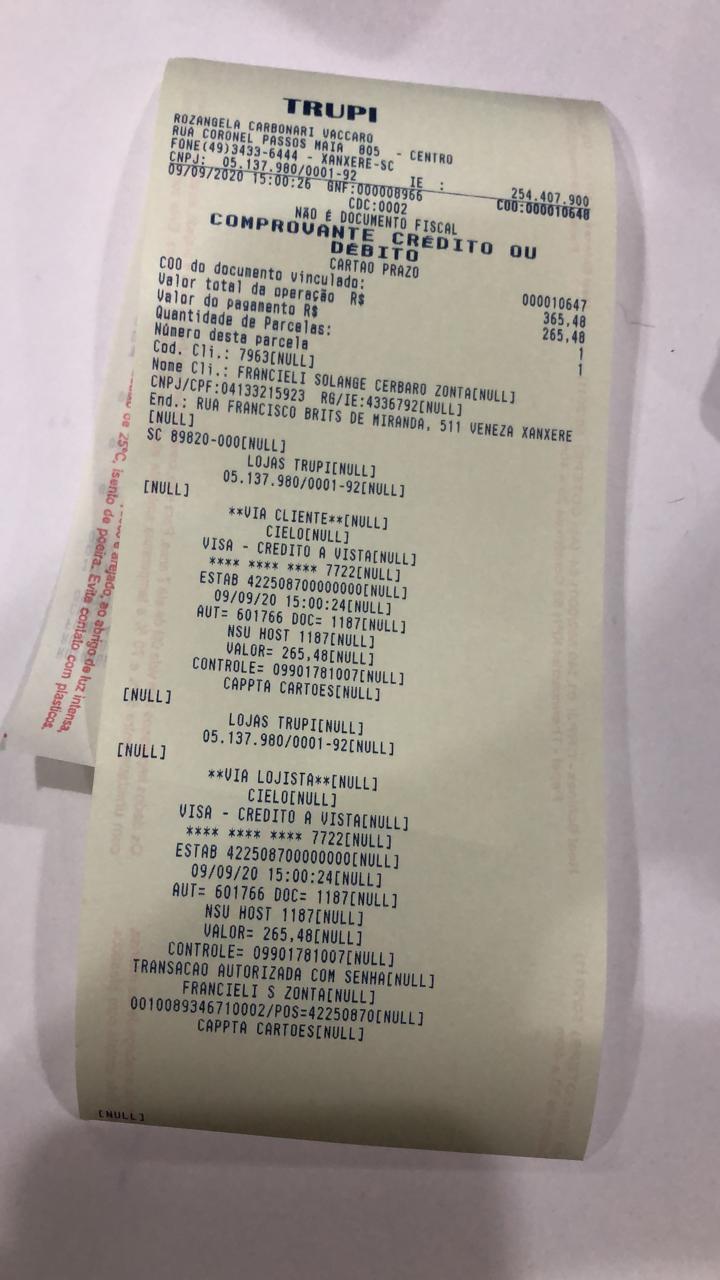 TRUPI
ROZANGELA CARBONARI VACCARO
RUA CORONEL PASSOS MAIA 805 - CENTRO
FONE(49)3433-6444 - XANXERE-SC
CNPJ: 05.137.980/0001-92 IE : 254.407.900
09/09/2020 15:00:26 GNF:000008966 COO:000010648
CDC:0002
NÃO É DOCUMENTO FISCAL
COMPROVANTE CRÉDITO OU
DÉBITO
CARTAO PRAZO
COO do documento vinculado: 000010647
Valor total da operação R$ 365,48
Valor do pagamento R$ 265,48
Quantidade de Parcelas: 1
Número desta parcela 1
Cod. Cli.: 7963[NULL]
Nome Cli.: FRANCIELI SOLANGE CERBARO ZONTA[NULL]
CNPJ/CPF:04133215923 RG/IE:4336792[NULL]
End.: RUA FRANCISCO BRITS DE MIRANDA, 511 VENEZA XANXERE
[NULL]
SC 89820-000[NULL]
LOJAS TRUPI[NULL]
05.137.980/0001-92[NULL]
[NULL]
**VIA CLIENTE**[NULL]
CIELO[NULL]
VISA - CREDITO A VISTA[NULL]
**** **** **** 7722[NULL]
ESTAB 422508700000000[NULL]
09/09/20 15:00:24[NULL]
AUT= 601766 DOC= 1187[NULL]
NSU HOST 1187[NULL]
VALOR= 265,48[NULL]
CONTROLE= 09901781007[NULL]
CAPPTA CARTOES[NULL]
[NULL]
LOJAS TRUPI[NULL]
05.137.980/0001-92[NULL]
[NULL]
**VIA LOJISTA**[NULL]
CIELO[NULL]
VISA - CREDITO A VISTA[NULL]
**** **** **** 7722[NULL]
ESTAB 422508700000000[NULL]
09/09/20 15:00:24[NULL]
AUT= 601766 DOC= 1187[NULL]
NSU HOST 1187[NULL]
VALOR= 265,48[NULL]
CONTROLE= 09901781007[NULL]
TRANSACAO AUTORIZADA COM SENHA[NULL]
FRANCIELI S ZONTA[NULL]
0010089346710002/POS=42250870[NULL]
CAPPTA CARTOES[NULL]
[NULL]
arejado, ao abrigo de luz intensa,
de 25ºC, isento de poeira. Evite contato com plásticos,